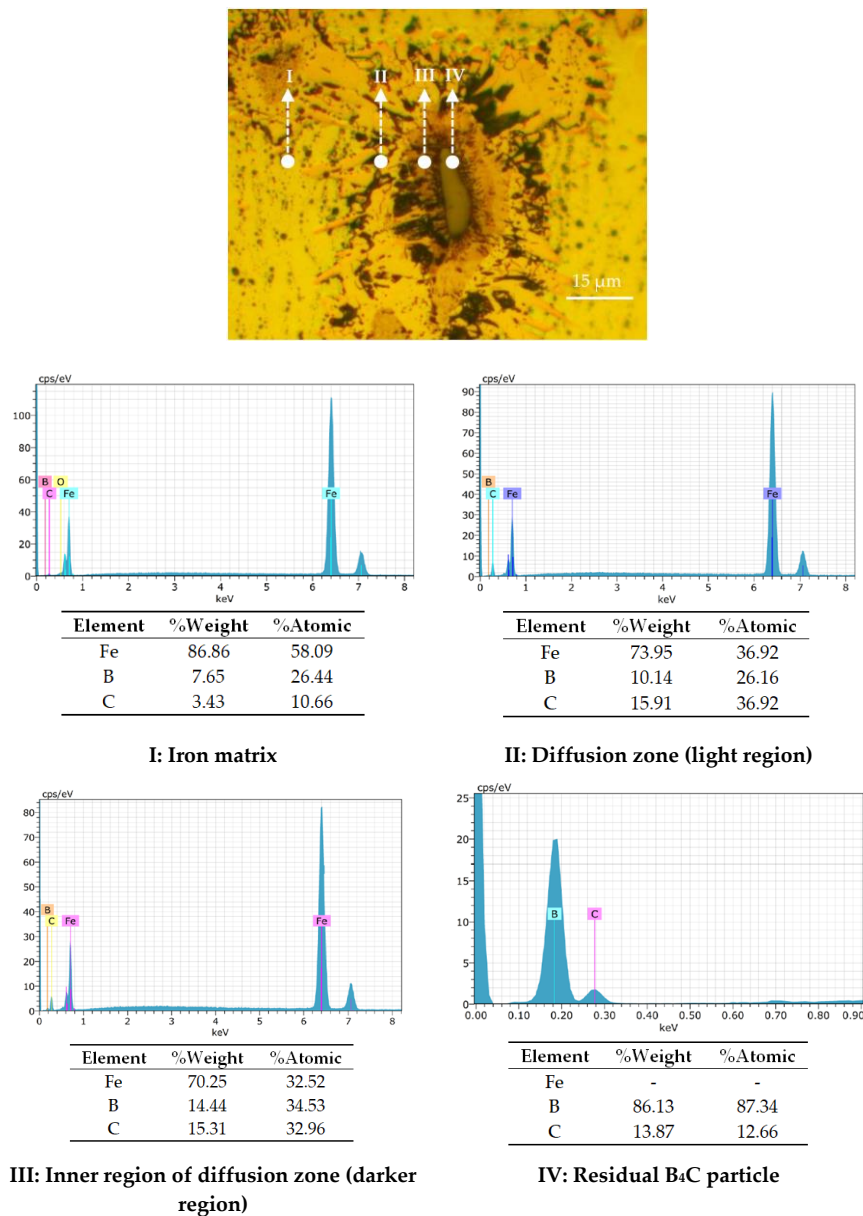 I II III IV
15 µm
cps/eV
100
80
60
40
20
0
B O
C Fe Fe
0 1 2 3 4 5 6 7 8
keV
Element %Weight %Atomic
Fe 86.86 58.09
B 7.65 26.44
C 3.43 10.66
I: Iron matrix
cps/eV
90
80
70
60
50
40
30
20
10
0
B
C Fe Fe
0 1 2 3 4 5 6 7 8
keV
Element %Weight %Atomic
Fe 73.95 36.92
B 10.14 26.16
C 15.91 36.92
II: Diffusion zone (light region)
cps/eV
80
70
60
50
40
30
20
10
0
B
C Fe Fe
0 1 2 3 4 5 6 7 8
keV
Element %Weight %Atomic
Fe 70.25 32.52
B 14.44 34.53
C 15.31 32.96
III: Inner region of diffusion zone (darker
region)
cps/eV
25
20
15
10
5
0
B C
0.00 0.10 0.20 0.30 0.40 0.50 0.60 0.70 0.80 0.90
keV
Element %Weight %Atomic
Fe - -
B 86.13 87.34
C 13.87 12.66
IV: Residual B₄C particle